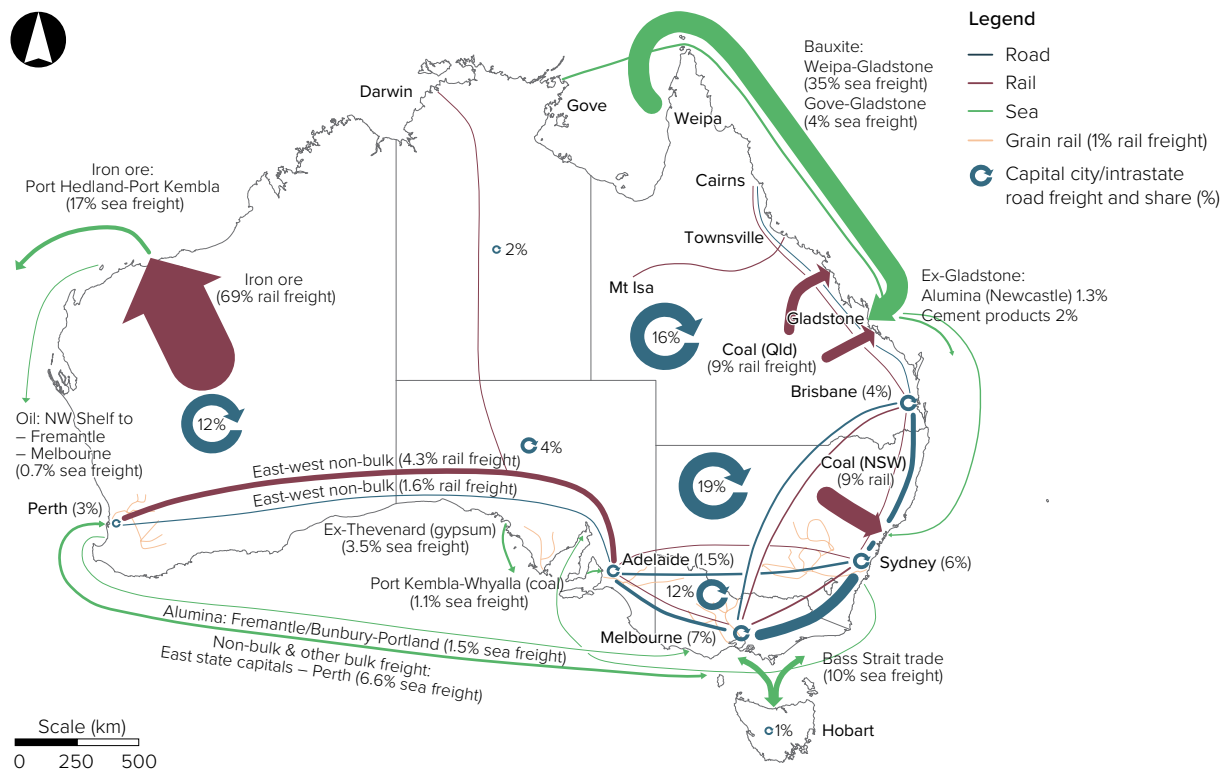 Legend
Road
Rail
Sea
Grain rail (1% rail freight)
Capital city/intrastate
road freight and share (%)
Bauxite:
Weipa-Gladstone
(35% sea freight)
Gove-Gladstone
(4% sea freight)
Darwin
Gove
Weipa
Cairns
Townsville
Mt Isa
Iron ore:
Port Hedland-Port Kembla
(17% sea freight)
Iron ore
(69% rail freight)
2%
16%
Gladstone
Coal (Qld)
(9% rail freight)
Ex-Gladstone:
Alumina (Newcastle) 1.3%
Cement products 2%
Brisbane (4%)
12%
Oil: NW Shelf to
– Fremantle
– Melbourne
(0.7% sea freight)
4%
East-west non-bulk (4.3% rail freight)
East-west non-bulk (1.6% rail freight)
19%
Coal (NSW)
(9% rail)
Perth (3%)
Ex-Thevenard (gypsum)
(3.5% sea freight)
Port Kembla-Whyalla (coal)
(1.1% sea freight)
Adelaide (1.5%)
12%
Sydney (6%)
Melbourne (7%)
Alumina: Fremantle/Bunbury-Portland (1.5% sea freight)
Non-bulk & other bulk freight:
East state capitals – Perth (6.6% sea freight)
Bass Strait trade
(10% sea freight)
1%
Hobart
Scale (km)
0 250 500